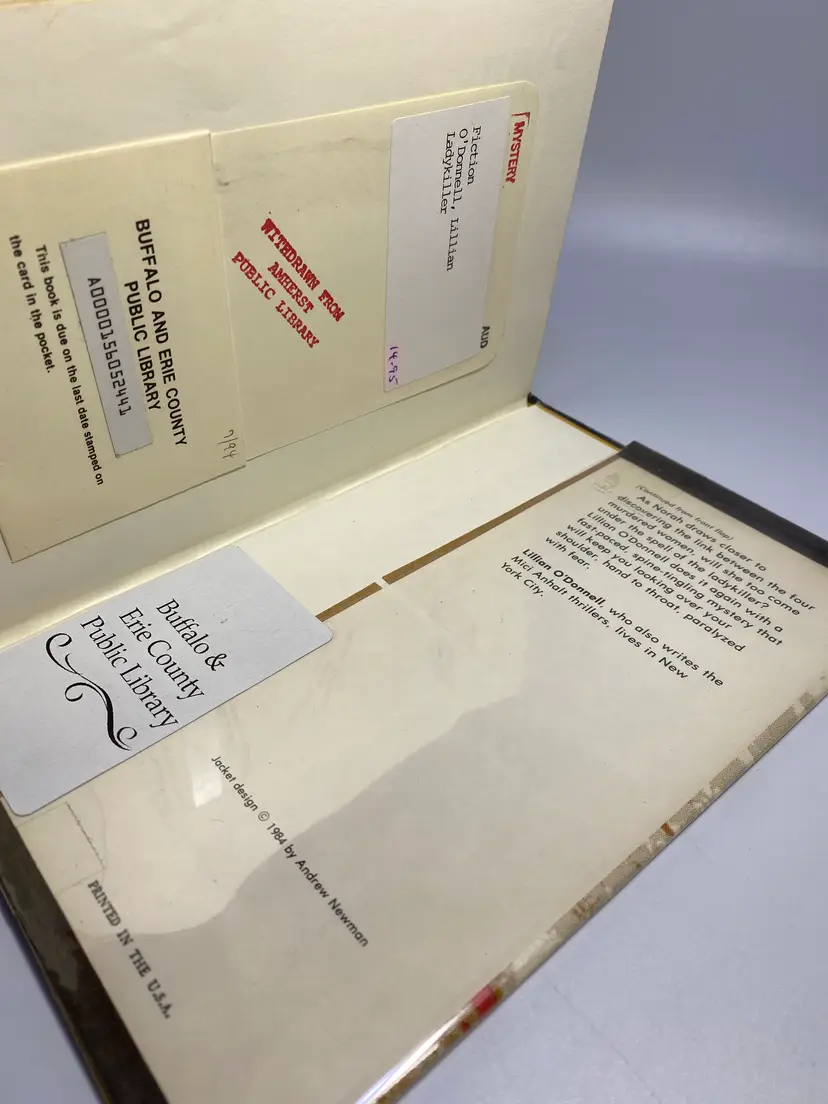 MYSTERY
Fiction
O'Donnell, Lillian
Ladykiller
AUD
14.95
WITHDRAWN FROM
AMHERST
PUBLIC LIBRARY
7/94
BUFFALO AND ERIE COUNTY
PUBLIC LIBRARY
A0000156052441
This book is due on the last date stamped on
the card in the pocket.
(Continued from front flap)
As Norah draws closer to
discovering the link between the four
murdered women, will she too come
under the spell of the ladykiller?
Lillian O'Donnell does it again with a
fast-paced, spine-tingling mystery that
will keep you looking over your
shoulder, hand to throat, paralyzed
with fear.
Lillian O'Donnell, who also writes the
Mici Anhalt thrillers, lives in New
York City.
Buffalo &
Erie County
Public Library
Jacket design © 1984 by Andrew Newman
PRINTED IN THE U.S.A.